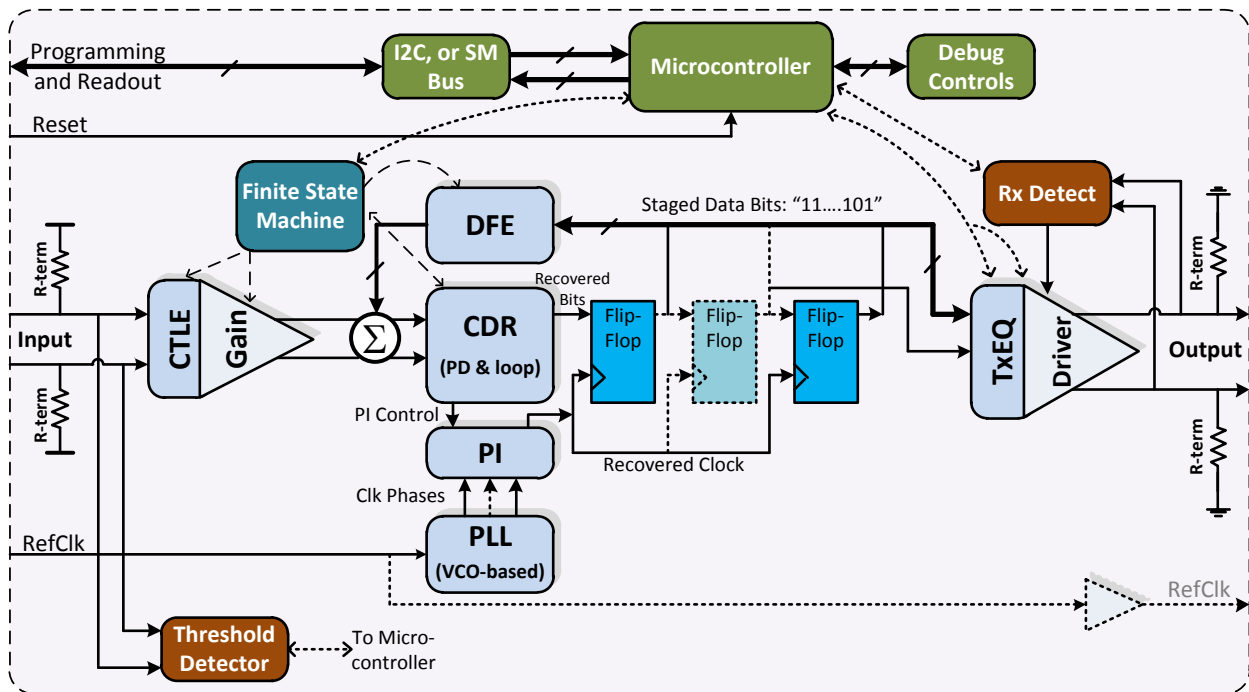 Programming
and Readout
I2C, or SM
Bus
Microcontroller
Debug
Controls
Reset
Finite State
Machine
DFE
Staged Data Bits: “11....101”
Rx Detect
R-term
R-term
Input
CTLE
Gain
Σ
CDR
(PD & loop)
Recovered
Bits
Flip-
Flop
Flip-
Flop
Flip-
Flop
TxEQ
Driver
R-term
Output
R-term
PI Control
PI
Recovered Clock
Clk Phases
PLL
(VCO-based)
RefClk
RefClk
Threshold
Detector
To Micro-
controller